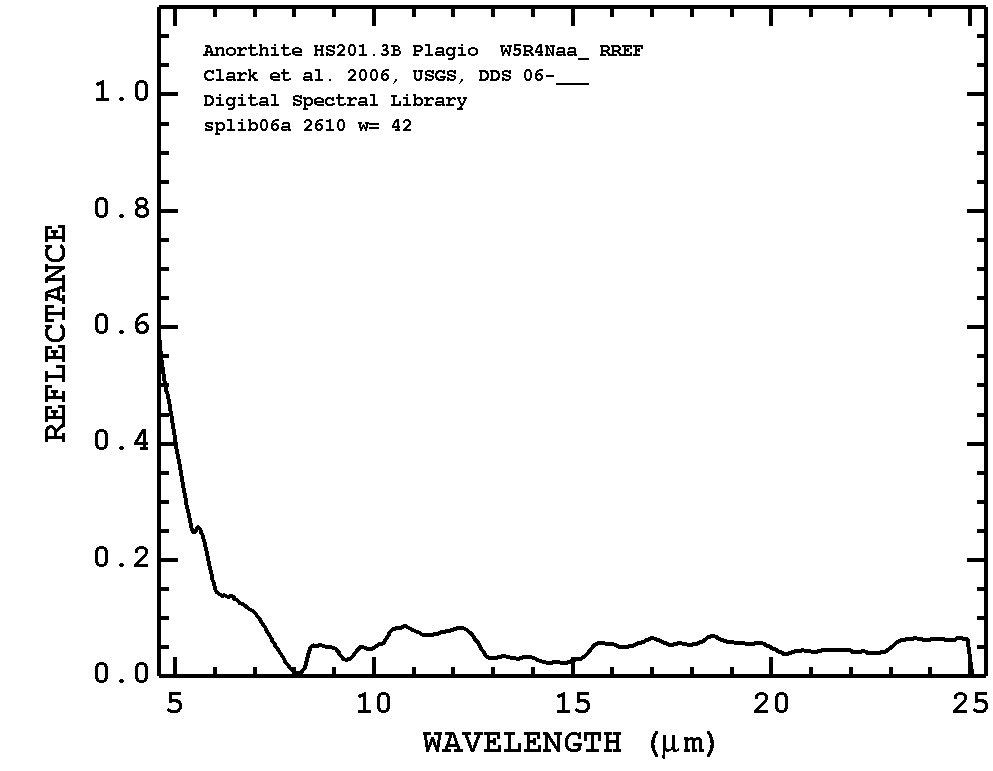 Anorthite HS201.3B Plagio W5R4Naa_ RREF
Clark et al. 2006, USGS, DDS 06-___
Digital Spectral Library
splib06a 2610 w= 42
REFLECTANCE
1.0
0.8
0.6
0.4
0.2
0.0
5 10 15 20 25
WAVELENGTH (μm)